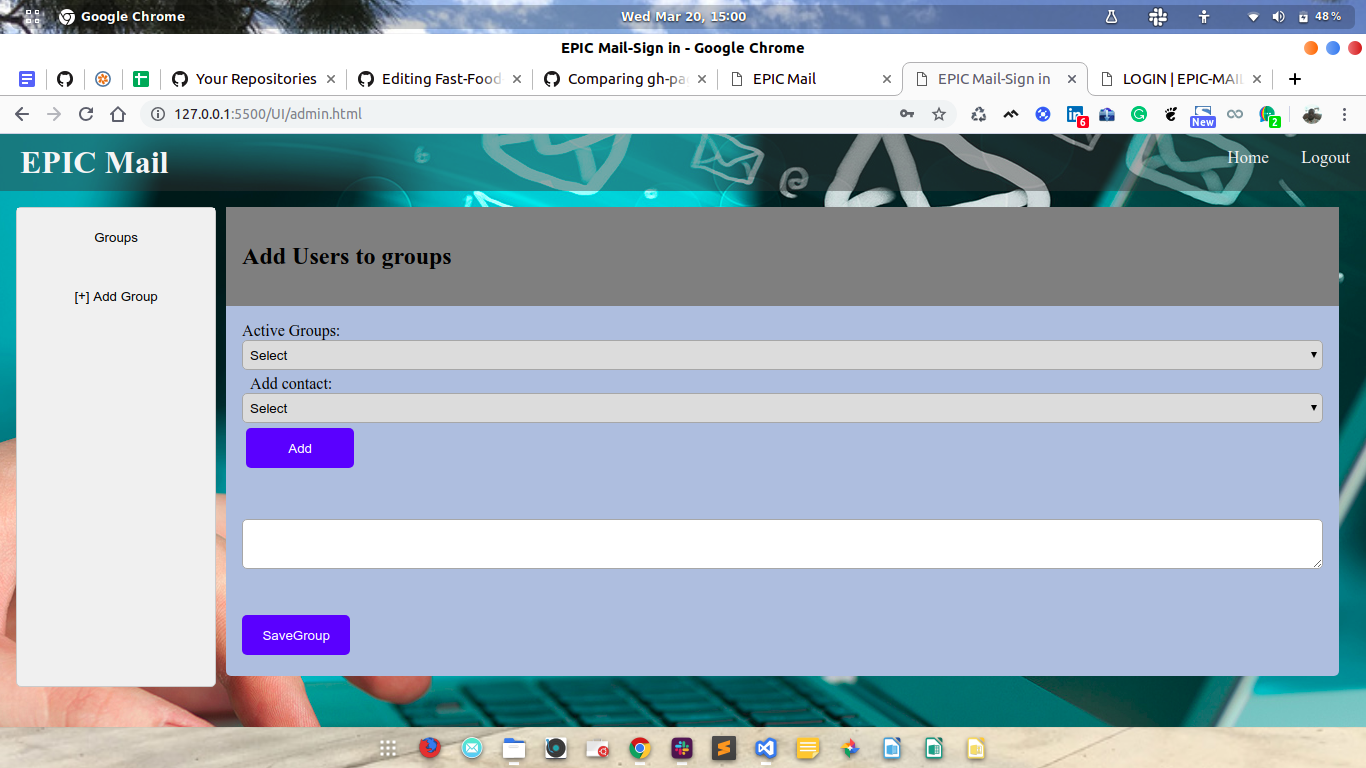 Google Chrome
Wed Mar 20, 15:00
48 %
EPIC Mail-Sign in - Google Chrome
Your Repositories
Editing Fast-Food
Comparing gh-pa
EPIC Mail
EPIC Mail-Sign in
LOGIN | EPIC-MAIL
127.0.0.1:5500/UI/admin.html
6
New
2
EPIC Mail
Home
Logout
Groups
[+] Add Group
Add Users to groups
Active Groups:
Select
Add contact:
Select
Add
SaveGroup